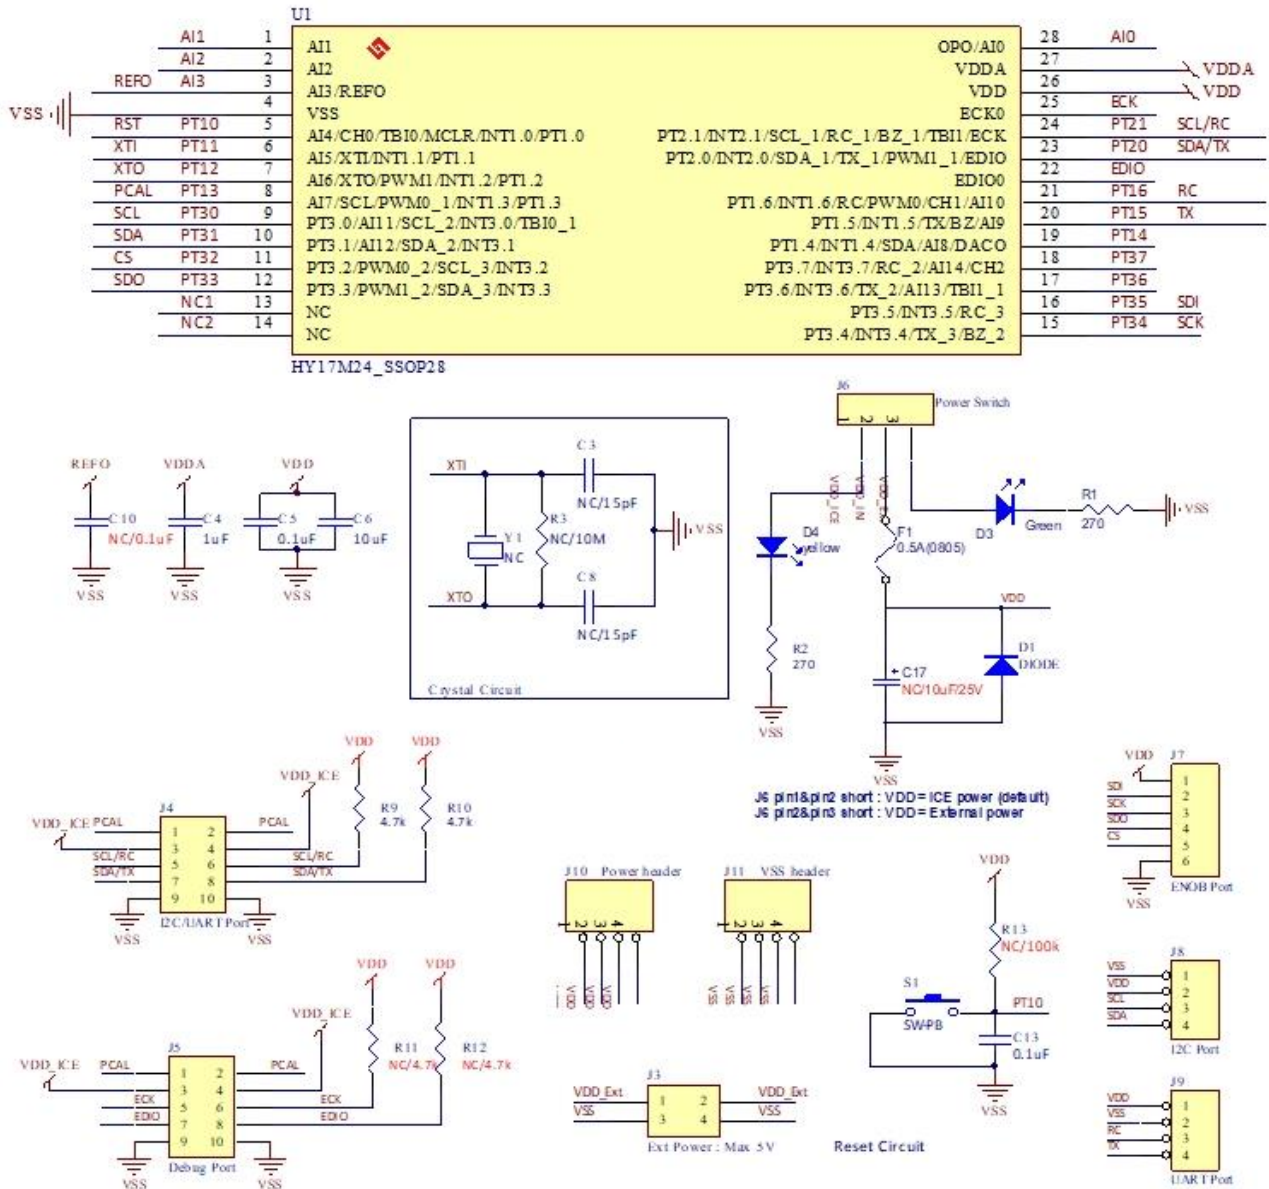 U1
AI1 1 AI1 OPO/AI0 28 AI0
AI2 2 AI2 VDDA 27 VDDA
REFO AI3 3 AI3/REFO VDD 26 VDD
VSS 4 VSS ECK0 25 ECK
RST PT10 5 AI4/CH0/TBI0/MCLR/INT1.0/PT1.0 PT2.1/INT2.1/SCL_1/RC_1/BZ_1/TBI1/ECK 24 PT21 SCL/RC
XTI PT11 6 AI5/XTI/INT1.1/PT1.1 PT2.0/INT2.0/SDA_1/TX_1/PWM1_1/EDIO 23 PT20 SDA/TX
XTO PT12 7 AI6/XTO/PWM1/INT1.2/PT1.2 EDIO0 22 EDIO
PCAL PT13 8 AI7/SCL/PWM0_1/INT1.3/PT1.3 PT1.6/INT1.6/RC/PWM0/CH1/AI10 21 PT16 RC
SCL PT30 9 PT3.0/AI11/SCL_2/INT3.0/TBI0_1 PT1.5/INT1.5/TX/BZ/AI9 20 PT15 TX
SDA PT31 10 PT3.1/AI12/SDA_2/INT3.1 PT1.4/INT1.4/SDA/AI8/DACO 19 PT14
CS PT32 11 PT3.2/PWM0_2/SCL_3/INT3.2 PT3.7/INT3.7/RC_2/AI14/CH2 18 PT37
SDO PT33 12 PT3.3/PWM1_2/SDA_3/INT3.3 PT3.6/INT3.6/TX_2/AI13/TBI1_1 17 PT36
NC1 13 NC PT3.5/INT3.5/RC_3 16 PT35 SDI
NC2 14 NC PT3.4/INT3.4/TX_3/BZ_2 15 PT34 SCK
HY17M24_SSOP28
REFO
C10
NC/0.1uF
VSS
VDDA
C4
1uF
VSS
VDD
C5
0.1uF
C6
10uF
VSS
XTI
C3
NC/15pF
Y1
NC
R3
NC/10M
VSS
XTO
C8
NC/15pF
Crystal Circuit
J6
Power Switch
1 2 3
VDD_ICE
VDD_IN
D4
yellow
R2
270
VSS
F1
0.5A(0805)
D3
Green
R1
270
VSS
VDD
C17
NC/10uF/25V
D1
DIODE
VSS
J6 pin1&pin2 short : VDD= ICE power (default)
J6 pin2&pin3 short : VDD= External power
VDD VDD
VDD_ICE
R9
4.7k
R10
4.7k
J4
VDD_ICE PCAL 1 2 PCAL
3 4
SCL/RC 5 6 SCL/RC
SDA/TX 7 8 SDA/TX
9 10
VSS I2C/UART Port VSS
VDD VDD
VDD_ICE
R11
NC/4.7k
R12
NC/4.7k
J5
VDD_ICE PCAL 1 2 PCAL
3 4
ECK 5 6 ECK
EDIO 7 8 EDIO
9 10
VSS Debug Port VSS
J10 Power header
1 2 3 4
VDD VDD VDD
J11 VSS header
1 2 3 4
VSS VSS VSS VSS
J3
VDD_Ext 1 2 VDD_Ext
VSS 3 4 VSS
Ext Power : Max 5V
VDD
R13
NC/100k
S1
SW-PB
PT10
C13
0.1uF
VSS
Reset Circuit
J7
VDD 1
SDI 2
SCK 3
SDO 4
CS 5
6
VSS
ENOB Port
J8
VSS 1
VDD 2
SCL 3
SDA 4
I2C Port
J9
VDD 1
VSS 2
RC 3
TX 4
UART Port